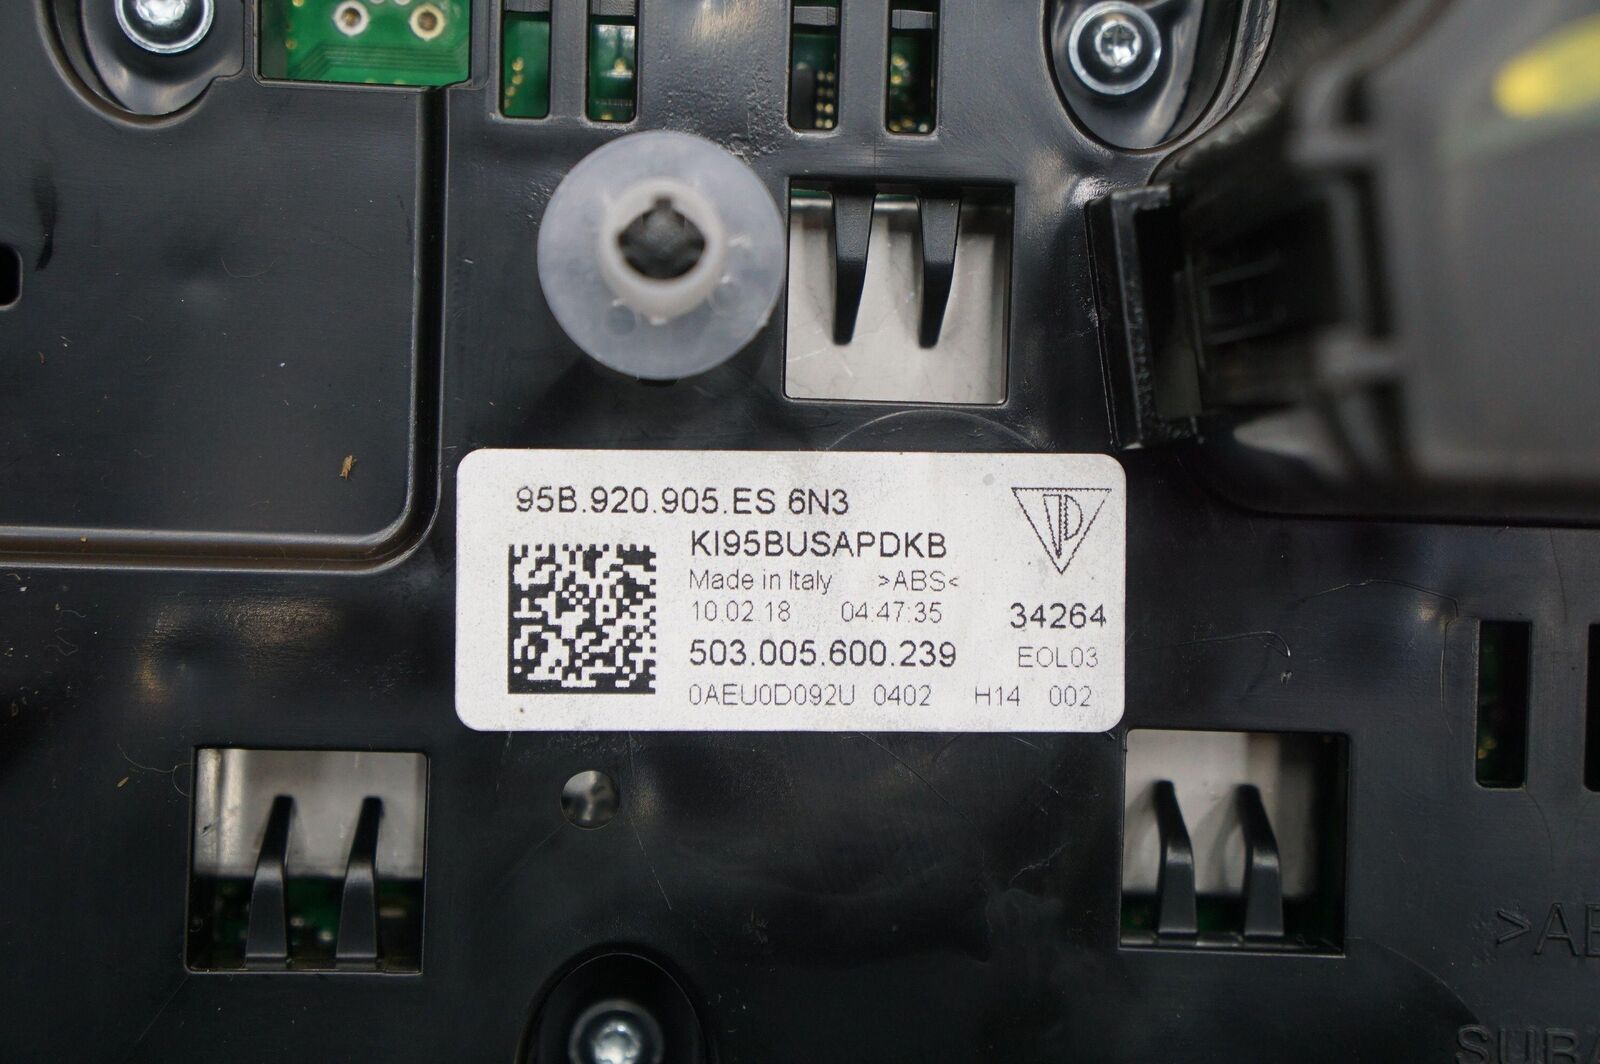 95B.920.905.ES 6N3
KI95BUSAPDKB
Made in Italy >ABS<
10.02.18 04:47:35 34264
503.005.600.239 EOL03
0AEU0D092U 0402 H14 002